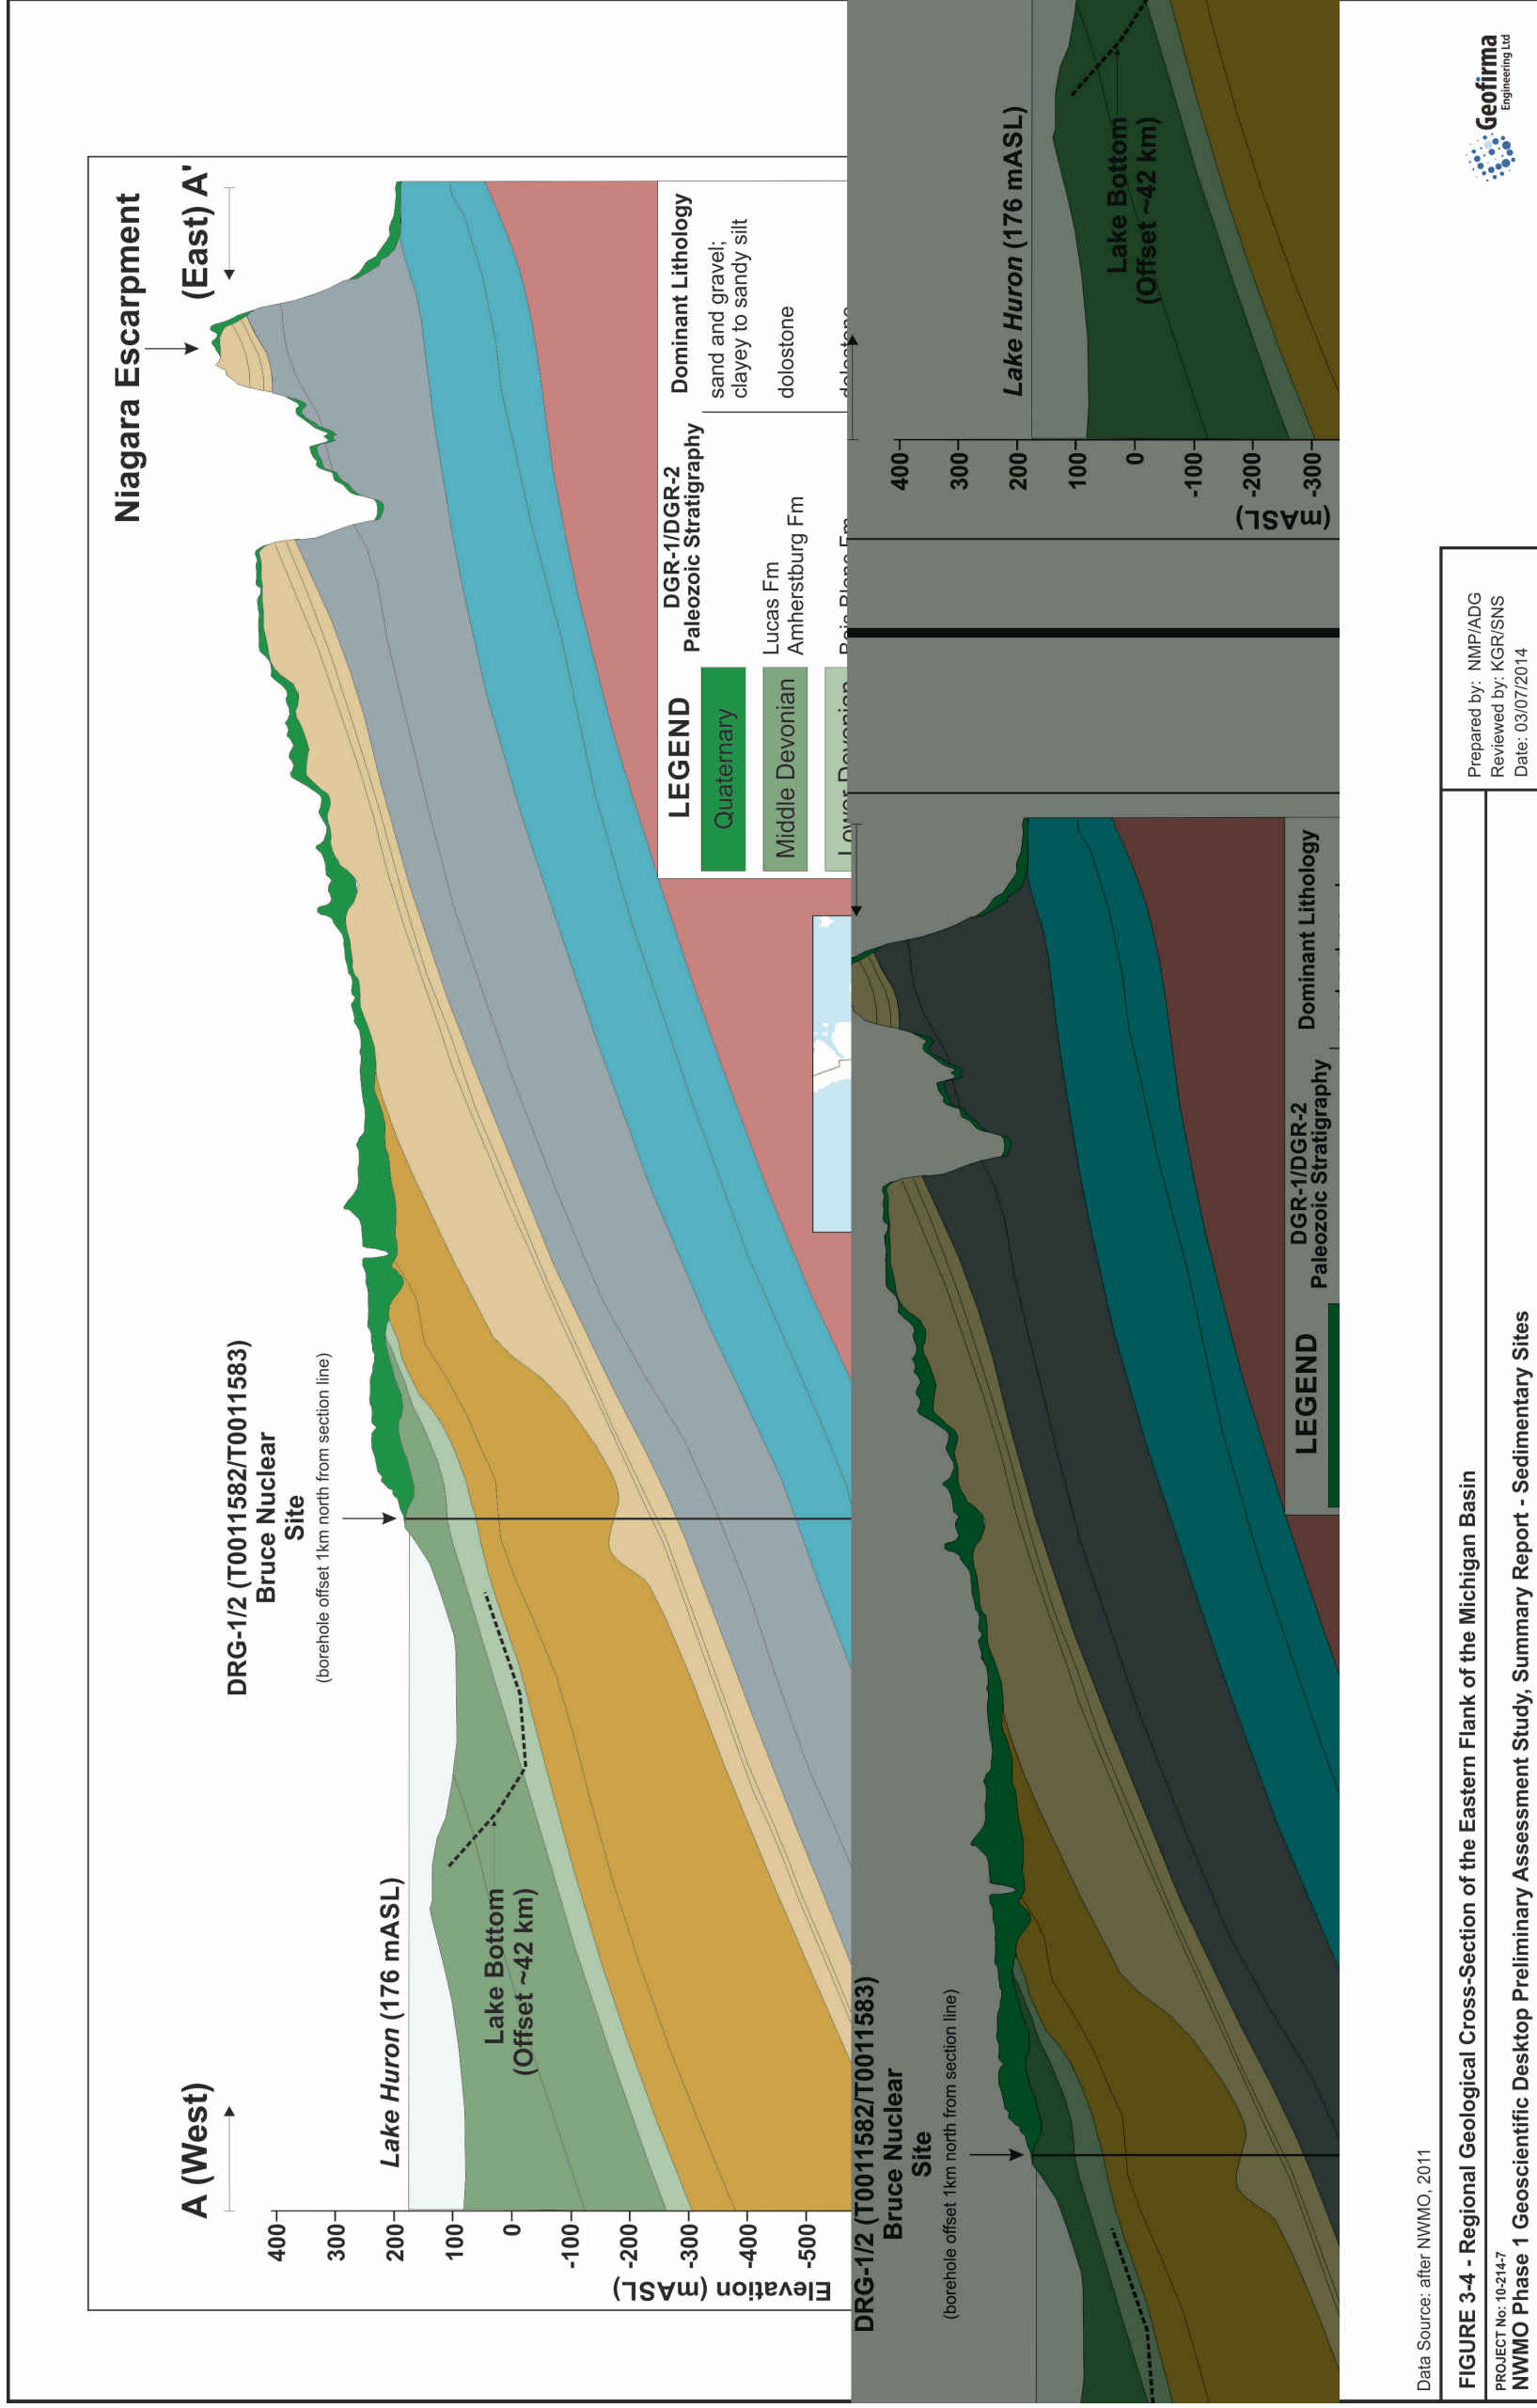 Niagara Escarpment
A (West)
(East) A'
DRG-1/2 (T0011582/T0011583)
Bruce Nuclear
Site
(borehole offset 1km north from section line)
Lake Huron (176 mASL)
Lake Bottom
(Offset ~42 km)
400
300
200
100
0
-100
-200
-300
-400
-500
Elevation (mASL)
LEGEND
DGR-1/DGR-2
Paleozoic Stratigraphy
Dominant Lithology
Quaternary
sand and gravel;
clayey to sandy silt
Middle Devonian
Lucas Fm
Amherstburg Fm
dolostone
DRG-1/2 (T0011582/T0011583)
Bruce Nuclear
Site
(borehole offset 1km north from section line)
LEGEND
DGR-1/DGR-2
Paleozoic Stratigraphy
Dominant Lithology
Lake Huron (176 mASL)
Lake Bottom
(Offset ~42 km)
400
300
200
100
0
-100
-200
-300
(mASL)
Data Source: after NWMO, 2011
FIGURE 3-4 - Regional Geological Cross-Section of the Eastern Flank of the Michigan Basin
PROJECT No: 10-214-7
NWMO Phase 1 Geoscientific Desktop Preliminary Assessment Study, Summary Report - Sedimentary Sites
Prepared by: NMP/ADG
Reviewed by: KGR/SNS
Date: 03/07/2014
Geofirma
Engineering Ltd